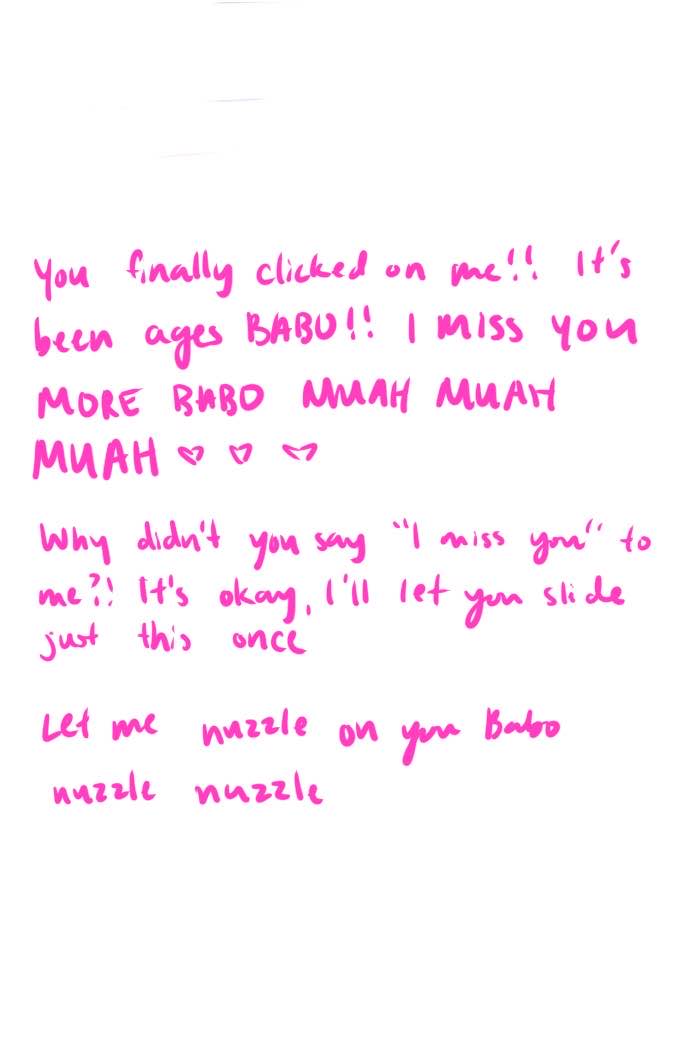 You finally clicked on me!! It's
been ages BABU!! I MISS YOU
MORE BABO MUAH MUAH
MUAH ♡ ♡ ♡
Why didn't you say "I miss you" to
me?! It's okay, I'll let you slide
just this once
Let me nuzzle on you Babo
nuzzle nuzzle